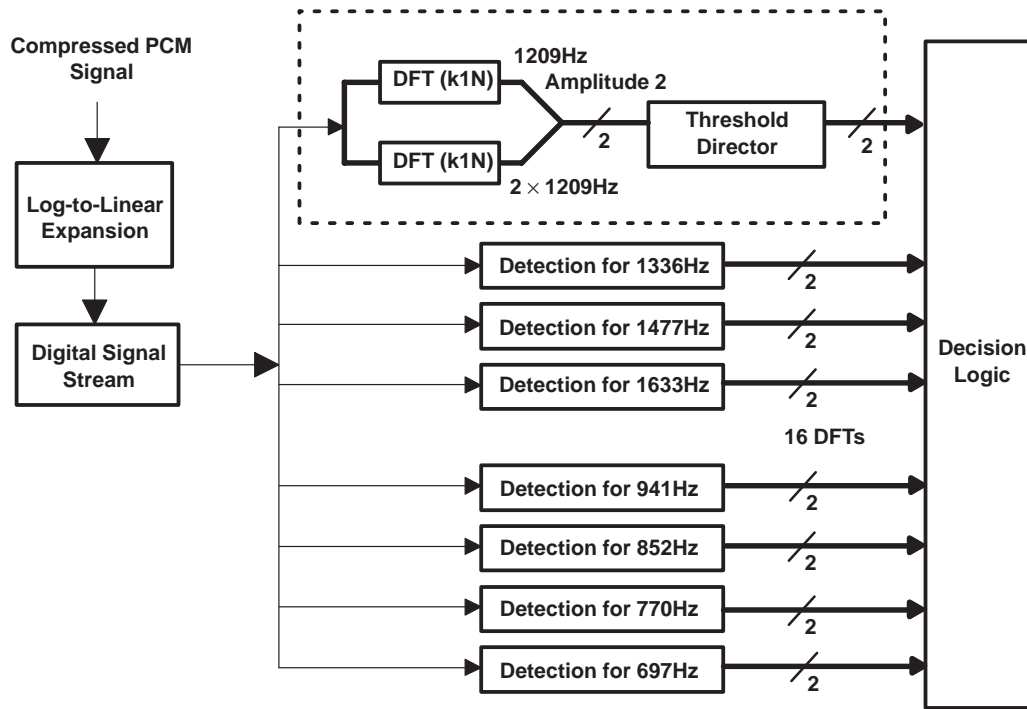 Compressed PCM
Signal
Log-to-Linear
Expansion
Digital Signal
Stream
DFT (k1N)
1209Hz
Amplitude 2
DFT (k1N)
2 × 1209Hz
2
Threshold
Director
2
Detection for 1336Hz
2
Detection for 1477Hz
2
Detection for 1633Hz
2
16 DFTs
Detection for 941Hz
2
Detection for 852Hz
2
Detection for 770Hz
2
Detection for 697Hz
2
Decision
Logic